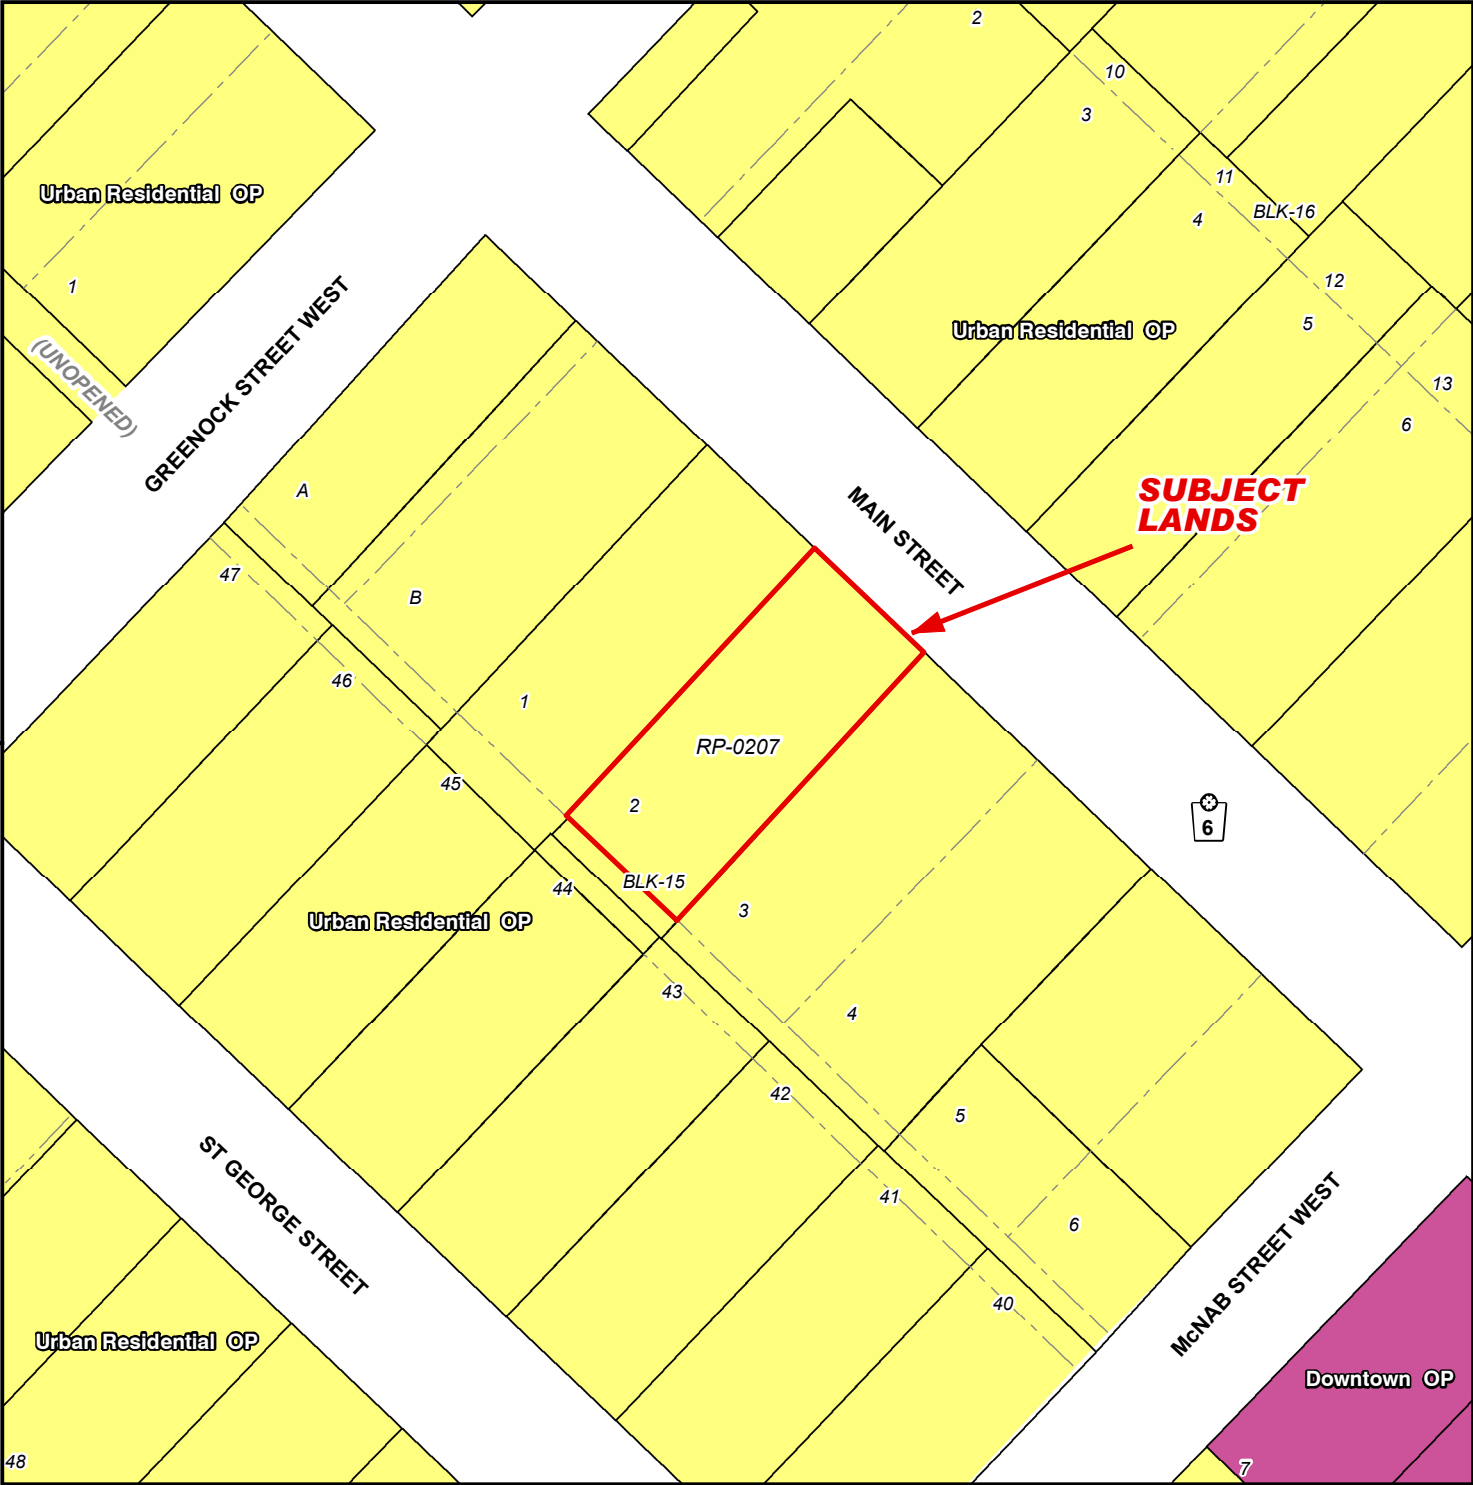 2
10
3
11
Urban Residential  OP
BLK-16
4
1
12
5
Urban Residential  OP
(UNOPENED)
GREENOCK STREET WEST
13
6
A
SUBJECT
LANDS
MAIN STREET
47
B
46
1
RP-0207
45
2
6
BLK-15
44
3
Urban Residential  OP
43
4
42
5
ST GEORGE STREET
41
6
McNAB STREET WEST
40
Urban Residential  OP
Downtown  OP
48
7